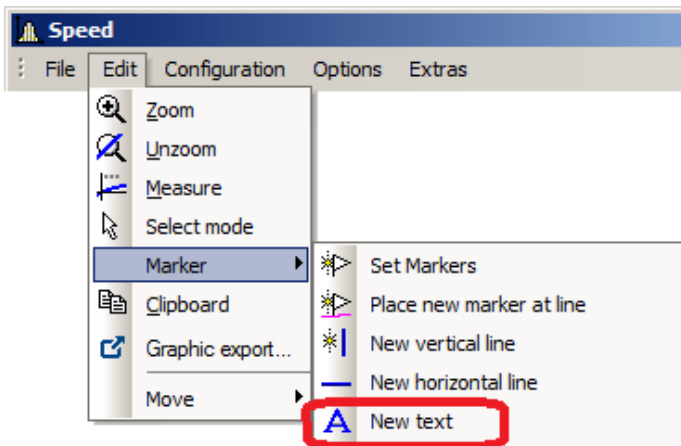 Speed
File Edit Configuration Options Extras
Zoom
Unzoom
Measure
Select mode
Marker
Clipboard
Graphic export...
Move
Set Markers
Place new marker at line
New vertical line
New horizontal line
A New text